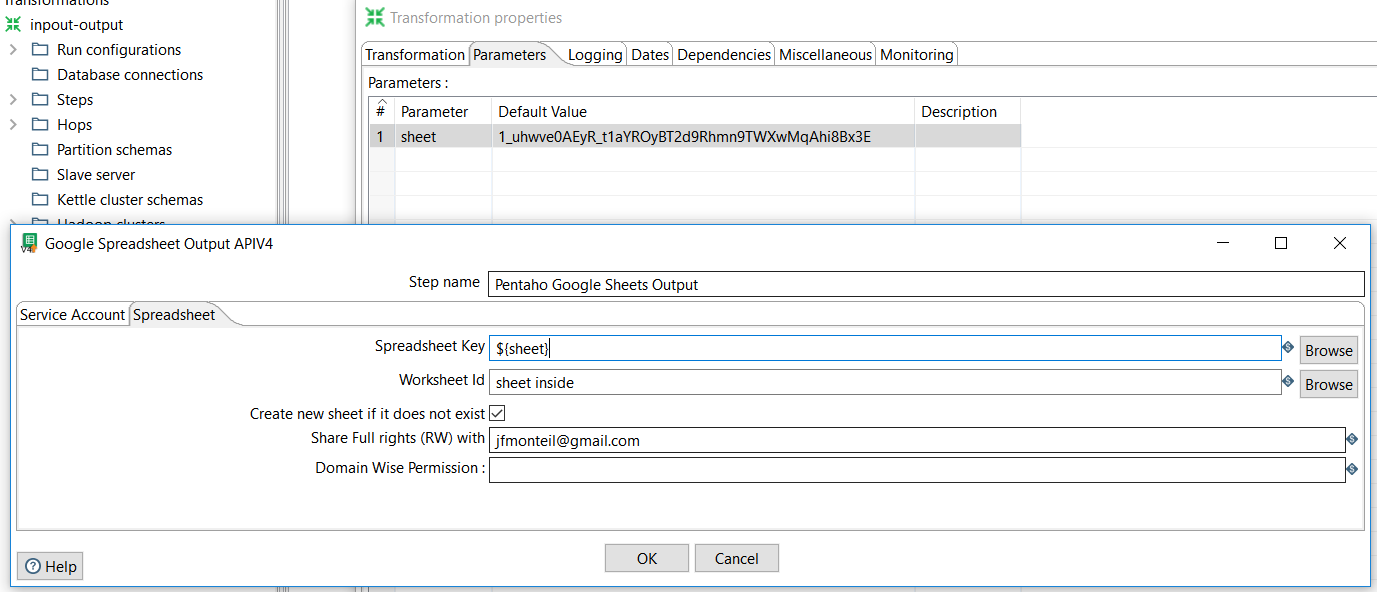 Transformations
inpout-output
Run configurations
Database connections
Steps
Hops
Partition schemas
Slave server
Kettle cluster schemas
Hadoop clusters
Transformation properties
Transformation Parameters Logging Dates Dependencies Miscellaneous Monitoring
Parameters :
# Parameter Default Value Description
1 sheet 1_uhwve0AEyR_t1aYROyBT2d9Rhmn9TWXwMqAhi8Bx3E
V4 Google Spreadsheet Output APIV4
Step name Pentaho Google Sheets Output
Service Account Spreadsheet
Spreadsheet Key ${sheet} Browse
Worksheet Id sheet inside Browse
Create new sheet if it does not exist
Share Full rights (RW) with jfmonteil@gmail.com
Domain Wise Permission :
Help OK Cancel